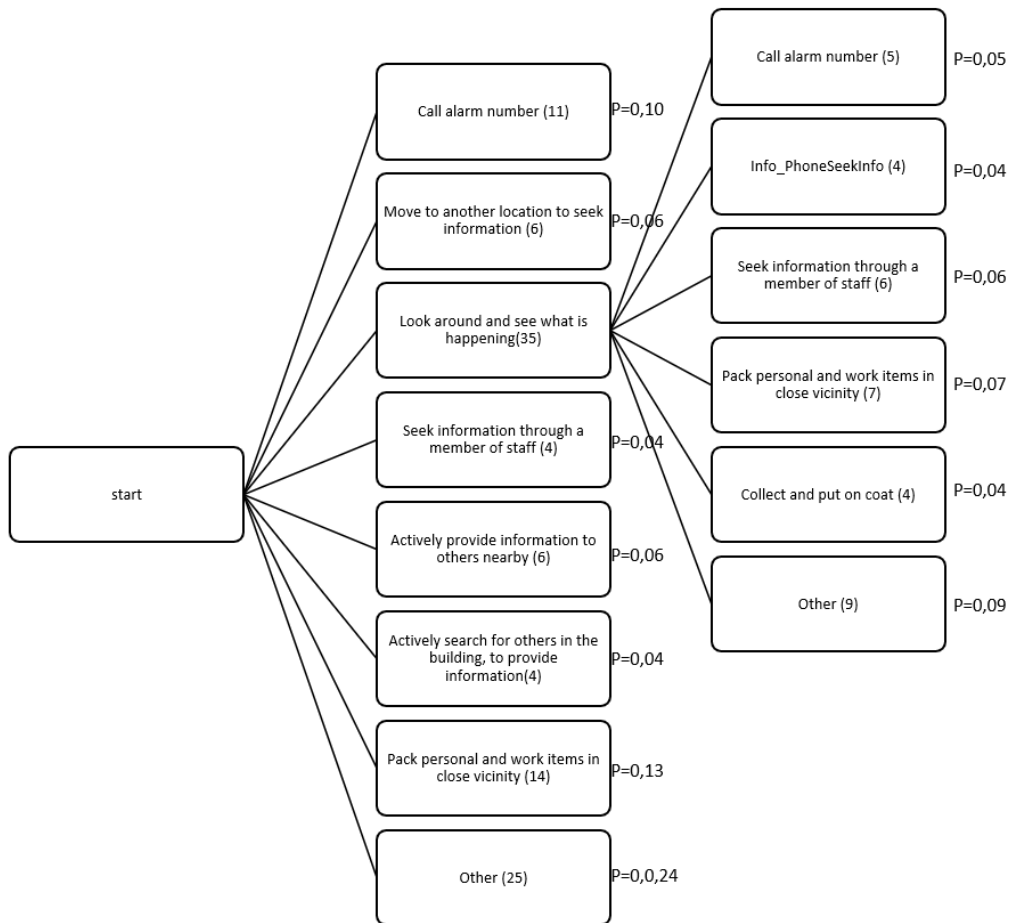 start
Call alarm number (11)
P=0,10
Move to another location to seek
information (6)
P=0,06
Look around and see what is
happening(35)
Seek information through a
member of staff (4)
P=0,04
Actively provide information to
others nearby (6)
P=0,06
Actively search for others in the
building, to provide
information(4)
P=0,04
Pack personal and work items in
close vicinity (14)
P=0,13
Other (25)
P=0,0,24
Call alarm number (5)
P=0,05
Info_PhoneSeekInfo (4)
P=0,04
Seek information through a
member of staff (6)
P=0,06
Pack personal and work items in
close vicinity (7)
P=0,07
Collect and put on coat (4)
P=0,04
Other (9)
P=0,09